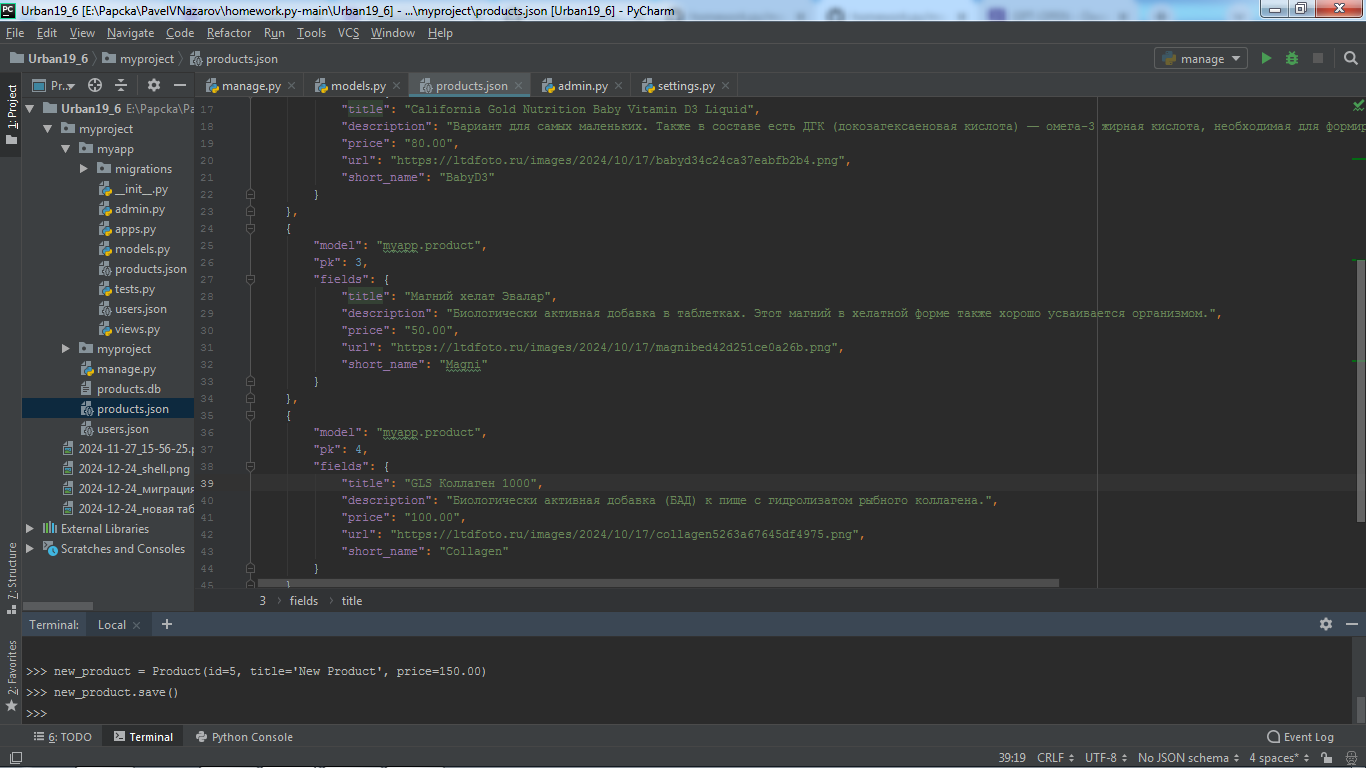 Urban19_6 [E:\Papcka\PavelVNazarov\homework.py-main\Urban19_6] - ...\myproject\products.json [Urban19_6] - PyCharm
File Edit View Navigate Code Refactor Run Tools VCS Window Help
Urban19_6 myproject products.json manage
1: Project
Pr... manage.py models.py products.json admin.py settings.py
Urban19_6 E:\Papcka\Pa
myproject
myapp
migrations
__init__.py
admin.py
apps.py
models.py
products.json
tests.py
users.json
views.py
myproject
manage.py
products.db
products.json
users.json
2024-11-27_15-56-25.p
2024-12-24_shell.png
2024-12-24_миграция
2024-12-24_новая таб
External Libraries
Scratches and Consoles
17 "title": "California Gold Nutrition Baby Vitamin D3 Liquid",
18 "description": "Вариант для самых маленьких. Также в составе есть ДГК (докозагексаеновая кислота) — омега-3 жирная кислота, необходимая для формир
19 "price": "80.00",
20 "url": "https://ltdfoto.ru/images/2024/10/17/babyd34c24ca37eabfb2b4.png",
21 "short_name": "BabyD3"
22 }
23 },
24 {
25 "model": "myapp.product",
26 "pk": 3,
27 "fields": {
28 "title": "Магний хелат Эвалар",
29 "description": "Биологически активная добавка в таблетках. Этот магний в хелатной форме также хорошо усваивается организмом.",
30 "price": "50.00",
31 "url": "https://ltdfoto.ru/images/2024/10/17/magnibed42d251ce0a26b.png",
32 "short_name": "Magni"
33 }
34 },
35 {
36 "model": "myapp.product",
37 "pk": 4,
38 "fields": {
39 "title": "GLS Коллаген 1000",
40 "description": "Биологически активная добавка (БАД) к пище с гидролизатом рыбного коллагена.",
41 "price": "100.00",
42 "url": "https://ltdfoto.ru/images/2024/10/17/collagen5263a67645df4975.png",
43 "short_name": "Collagen"
44 }
45 }
3 fields title
7: Structure
2: Favorites
Terminal: Local
>>> new_product = Product(id=5, title='New Product', price=150.00)
>>> new_product.save()
>>>
6: TODO Terminal Python Console Event Log
39:19 CRLF UTF-8 No JSON schema 4 spaces*